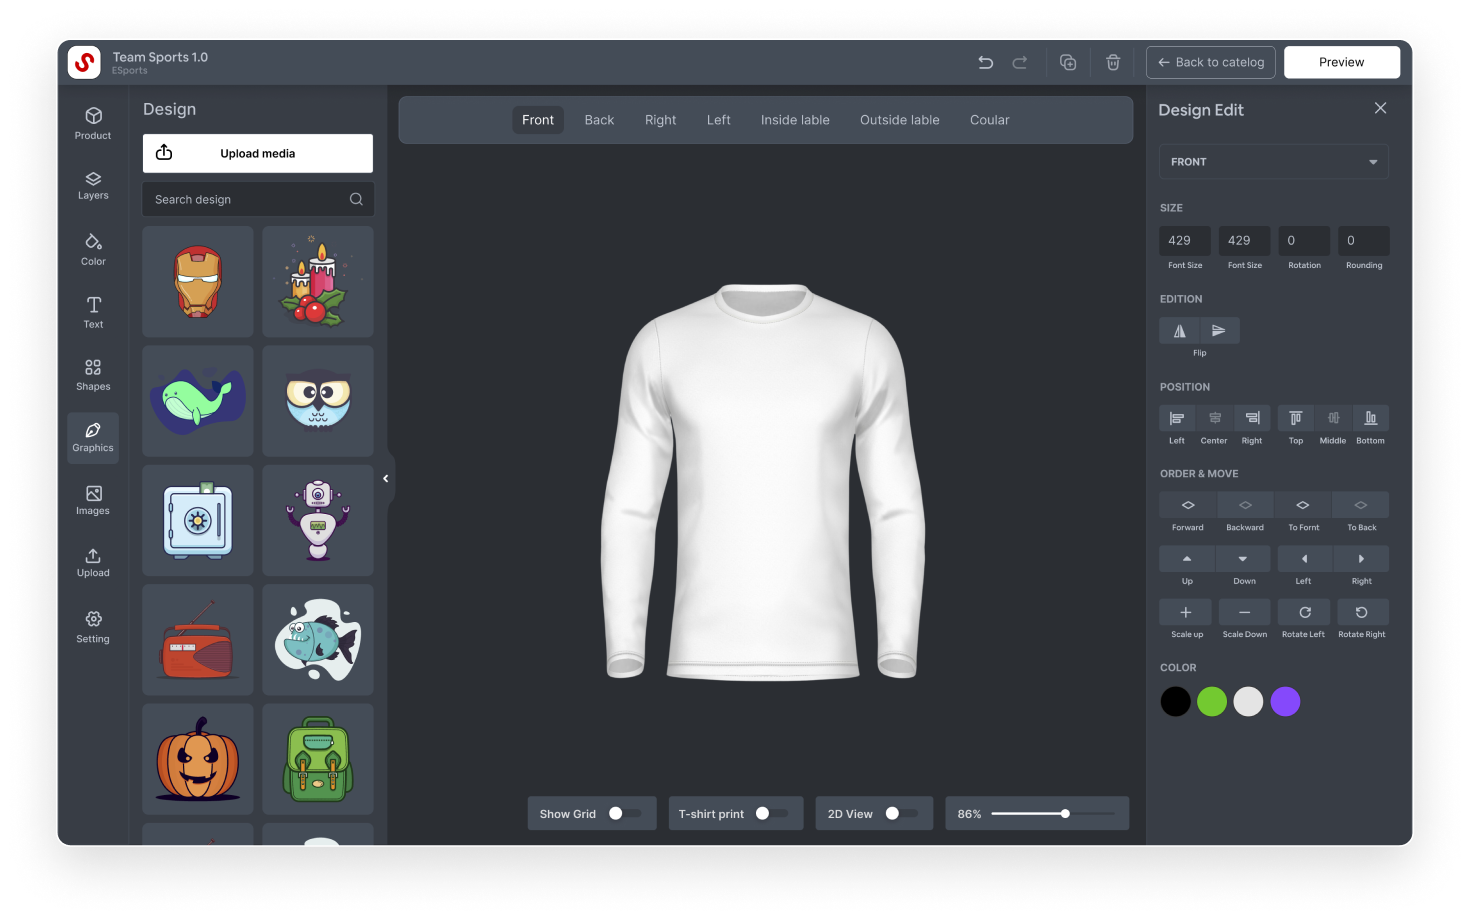 Team Sports 1.0
ESports
Back to catelog
Preview
Product
Layers
Color
Text
Shapes
Graphics
Images
Upload
Setting
Design
Upload media
Search design
Front Back Right Left Inside lable Outside lable Coular
Show Grid
T-shirt print
2D View
86%
Design Edit
FRONT
SIZE
429 429 0 0
Font Size Font Size Rotation Rounding
EDITION
Flip
POSITION
Left Center Right Top Middle Bottom
ORDER & MOVE
Forward Backward To Fornt To Back
Up Down Left Right
Scale up Scale Down Rotate Left Rotate Right
COLOR